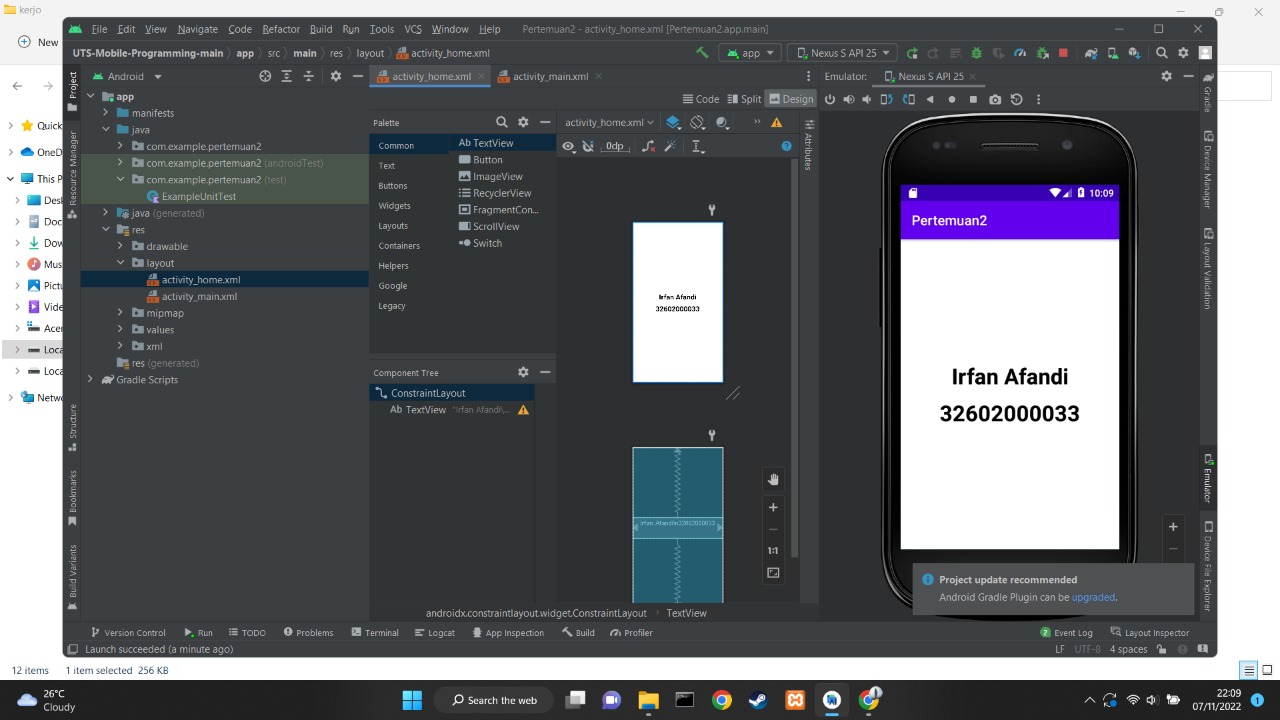 kerjo
New
Quick
OneD
This P
Desk
Doc
Dow
Mus
Pictu
Vide
Acer
Loca
Loca
Netwo
12 items 1 item selected 256 KB
File Edit View Navigate Code Refactor Build Run Tools VCS Window Help Pertemuan2 - activity_home.xml [Pertemuan2.app.main]
UTS-Mobile-Programming-main app src main res layout activity_home.xml app Nexus S API 25
Project
Resource Manager
Structure
Bookmarks
Build Variants
Android
app
manifests
java
com.example.pertemuan2
com.example.pertemuan2 (androidTest)
com.example.pertemuan2 (test)
ExampleUnitTest
java (generated)
res
drawable
layout
activity_home.xml
activity_main.xml
mipmap
values
xml
res (generated)
Gradle Scripts
activity_home.xml activity_main.xml
Code Split Design
Palette
Common
Text
Buttons
Widgets
Layouts
Containers
Helpers
Google
Legacy
Ab TextView
Button
ImageView
RecyclerView
FragmentCon...
ScrollView
Switch
Component Tree
ConstraintLayout
Ab TextView "Irfan Afandi\...
activity_home.xml
0dp
Irfan Afandi
32602000033
Irfan Afandi\n32602000033
1:1
Attributes
androidx.constraintlayout.widget.ConstraintLayout TextView
Emulator: Nexus S API 25
10:09
Pertemuan2
Irfan Afandi
32602000033
Project update recommended
Android Gradle Plugin can be upgraded.
Gradle
Device Manager
Layout Validation
Emulator
Device File Explorer
Version Control Run TODO Problems Terminal Logcat App Inspection Build Profiler 2 Event Log Layout Inspector
Launch succeeded (a minute ago) LF UTF-8 4 spaces
26°C
Cloudy
Search the web
22:09
07/11/2022
1